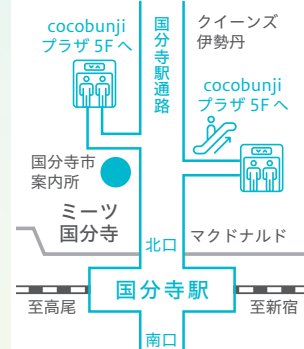 cocobunji
プラザ 5F へ
国分寺駅通路
クイーンズ
伊勢丹
cocobunji
プラザ 5F へ
国分寺市
案内所
ミーツ
国分寺
北口
マクドナルド
国分寺駅
至高尾
至新宿
南口